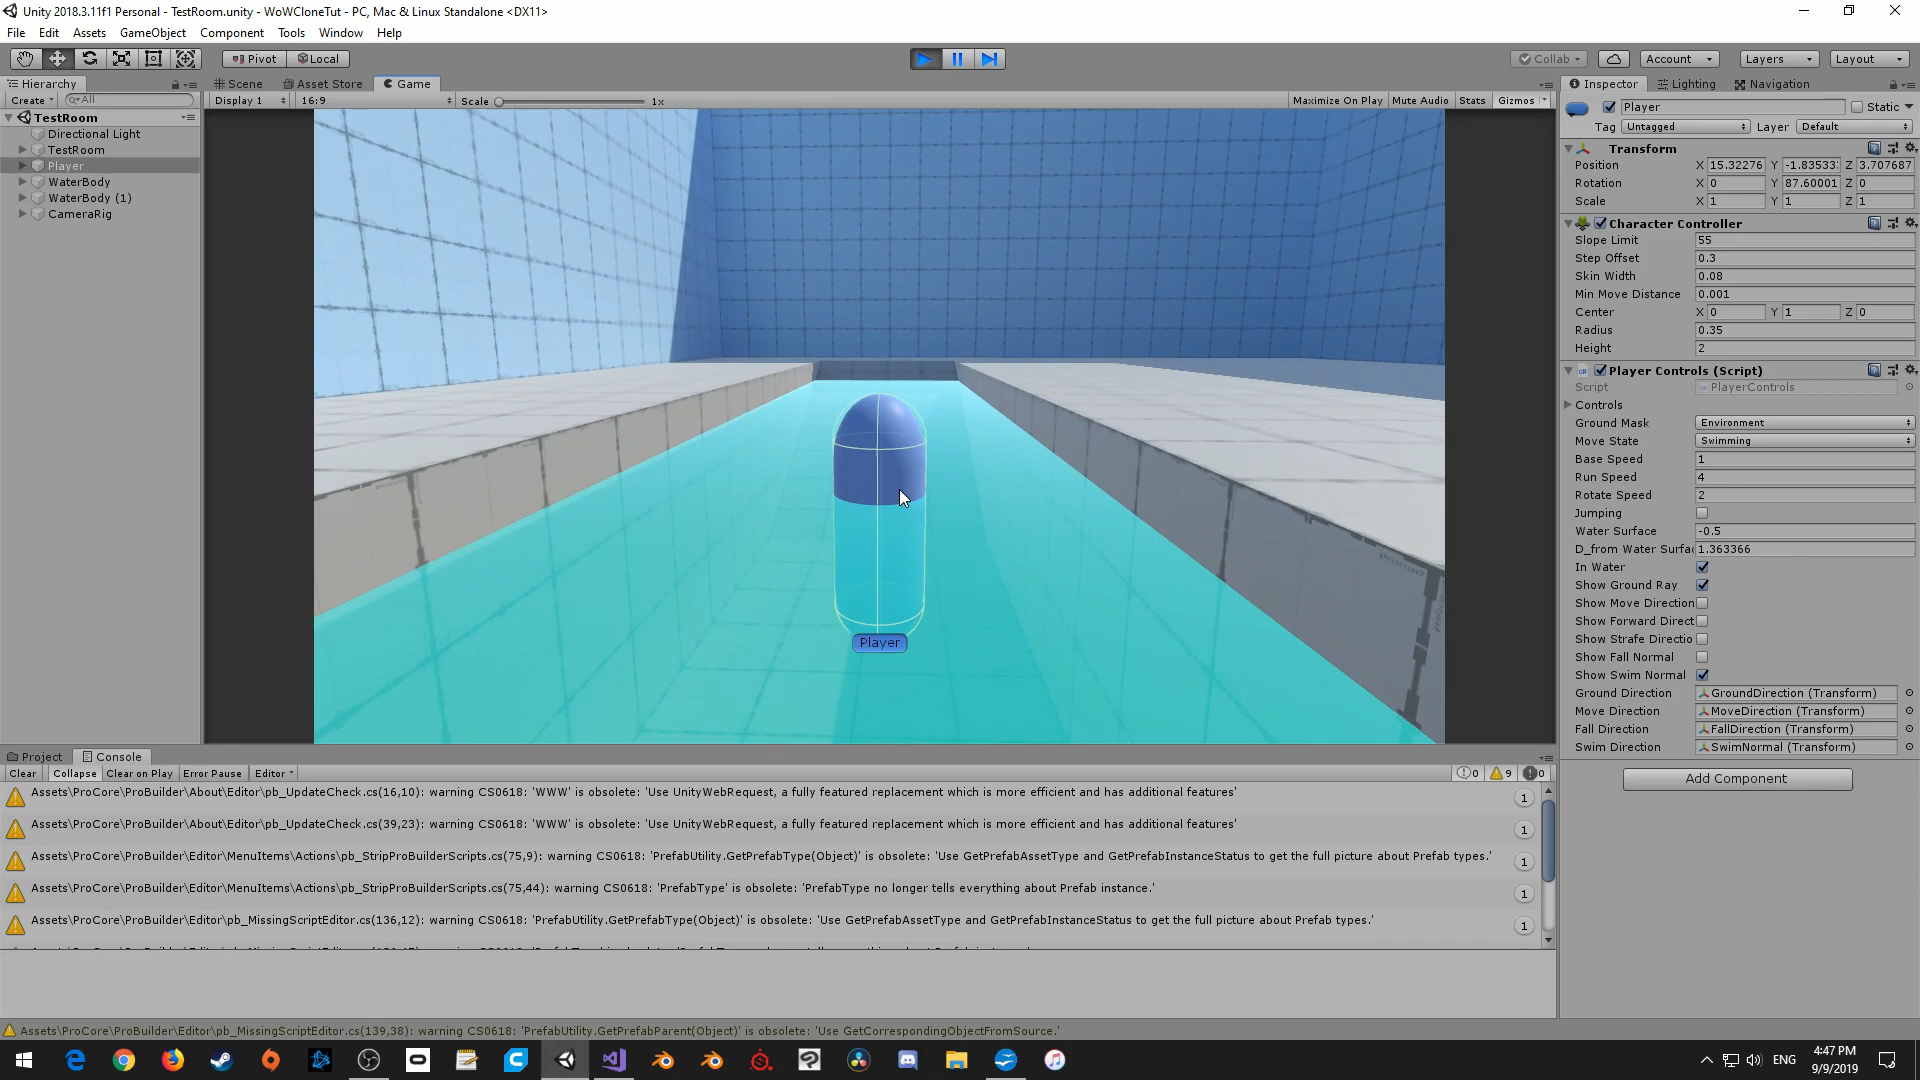 Unity 2018.3.11f1 Personal - TestRoom.unity - WoWCloneTut - PC, Mac & Linux Standalone <DX11>
File Edit Assets GameObject Component Tools Window Help
Pivot Local Collab Account Layers Layout
Hierarchy Scene Asset Store Game Inspector Lighting Navigation
Create All Display 1 16:9 Scale 1x Maximize On Play Mute Audio Stats Gizmos
TestRoom
Directional Light
TestRoom
Player
WaterBody
WaterBody (1)
CameraRig
Player
Player Static
Tag Untagged Layer Default
Transform
Position X 15.32276 Y -1.835333 Z 3.707687
Rotation X 0 Y 87.60001 Z 0
Scale X 1 Y 1 Z 1
Character Controller
Slope Limit 55
Step Offset 0.3
Skin Width 0.08
Min Move Distance 0.001
Center X 0 Y 1 Z 0
Radius 0.35
Height 2
Player Controls (Script)
Script PlayerControls
Controls
Ground Mask Environment
Move State Swimming
Base Speed 1
Run Speed 4
Rotate Speed 2
Jumping
Water Surface -0.5
D_from Water Surfac 1.363366
In Water
Show Ground Ray
Show Move Direction
Show Forward Direct
Show Strafe Directio
Show Fall Normal
Show Swim Normal
Ground Direction GroundDirection (Transform)
Move Direction MoveDirection (Transform)
Fall Direction FallDirection (Transform)
Swim Direction SwimNormal (Transform)
Add Component
Project Console
Clear Collapse Clear on Play Error Pause Editor 0 9 0
Assets\ProCore\ProBuilder\About\Editor\pb_UpdateCheck.cs(16,10): warning CS0618: 'WWW' is obsolete: 'Use UnityWebRequest, a fully featured replacement which is more efficient and has additional features' 1
Assets\ProCore\ProBuilder\About\Editor\pb_UpdateCheck.cs(39,23): warning CS0618: 'WWW' is obsolete: 'Use UnityWebRequest, a fully featured replacement which is more efficient and has additional features' 1
Assets\ProCore\ProBuilder\Editor\MenuItems\Actions\pb_StripProBuilderScripts.cs(75,9): warning CS0618: 'PrefabUtility.GetPrefabType(Object)' is obsolete: 'Use GetPrefabAssetType and GetPrefabInstanceStatus to get the full picture about Prefab types.' 1
Assets\ProCore\ProBuilder\Editor\MenuItems\Actions\pb_StripProBuilderScripts.cs(75,44): warning CS0618: 'PrefabType' is obsolete: 'PrefabType no longer tells everything about Prefab instance.' 1
Assets\ProCore\ProBuilder\Editor\pb_MissingScriptEditor.cs(136,12): warning CS0618: 'PrefabUtility.GetPrefabType(Object)' is obsolete: 'Use GetPrefabAssetType and GetPrefabInstanceStatus to get the full picture about Prefab types.' 1
Assets\ProCore\ProBuilder\Editor\pb_MissingScriptEditor.cs(139,38): warning CS0618: 'PrefabUtility.GetPrefabParent(Object)' is obsolete: 'Use GetCorrespondingObjectFromSource.'
ENG 4:47 PM
9/9/2019